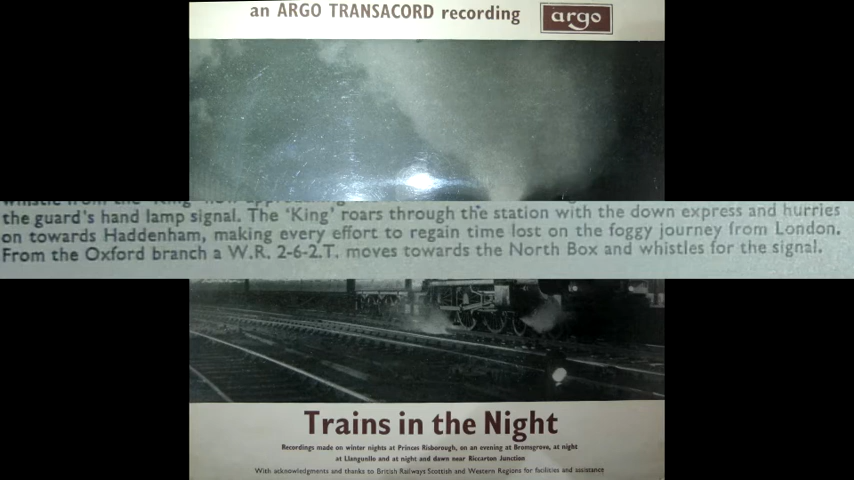 an ARGO TRANSACORD recording
argo
the guard's hand lamp signal. The 'King' roars through the station with the down express and hurries
on towards Haddenham, making every effort to regain time lost on the foggy journey from London.
From the Oxford branch a W.R. 2-6-2.T. moves towards the North Box and whistles for the signal.
Trains in the Night
Recordings made on winter nights at Princes Risborough, on an evening at Bromsgrove, at night
at Llangunllo and at night and dawn near Riccarton Junction
With acknowledgments and thanks to British Railways Scottish and Western Regions for facilities and assistance